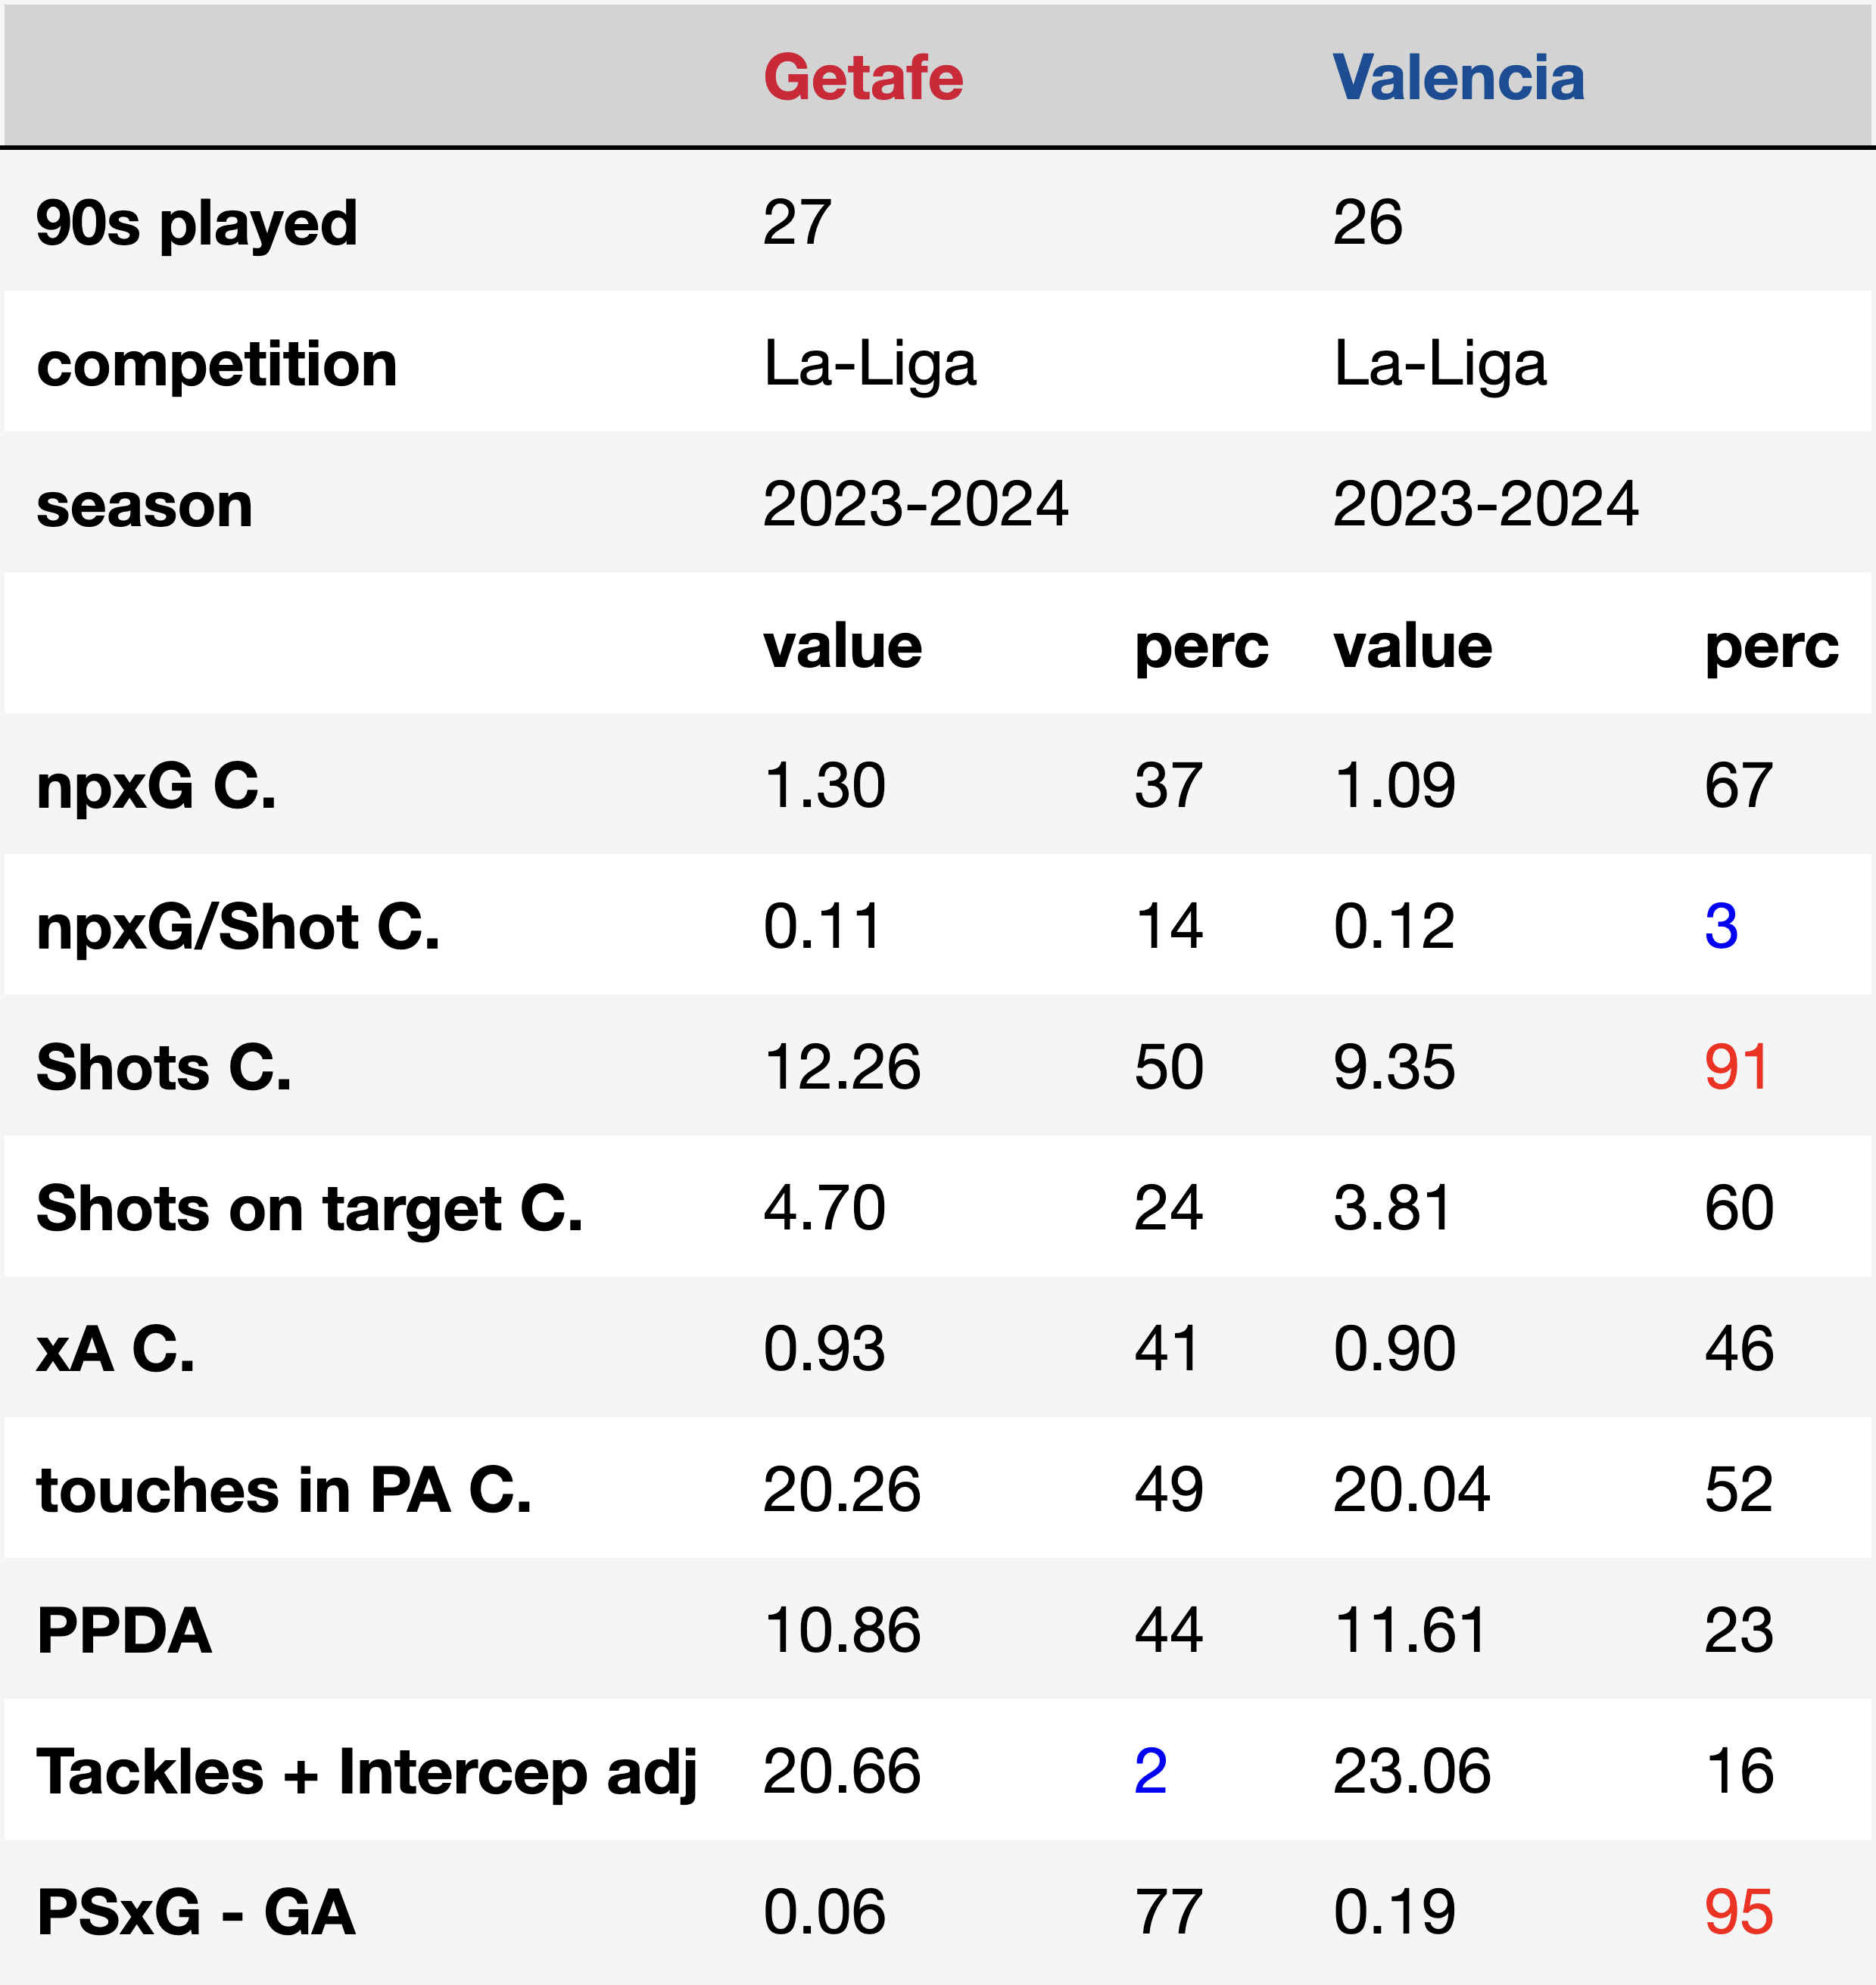 Getafe Valencia
90s played 27 26
competition La-Liga La-Liga
season 2023-2024 2023-2024
value perc value perc
npxG C. 1.30 37 1.09 67
npxG/Shot C. 0.11 14 0.12 3
Shots C. 12.26 50 9.35 91
Shots on target C. 4.70 24 3.81 60
xA C. 0.93 41 0.90 46
touches in PA C. 20.26 49 20.04 52
PPDA 10.86 44 11.61 23
Tackles + Intercep adj 20.66 2 23.06 16
PSxG - GA 0.06 77 0.19 95